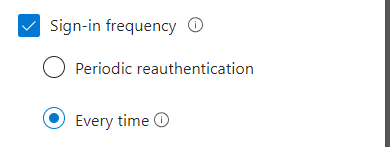 Sign-in frequency
Periodic reauthentication
Every time